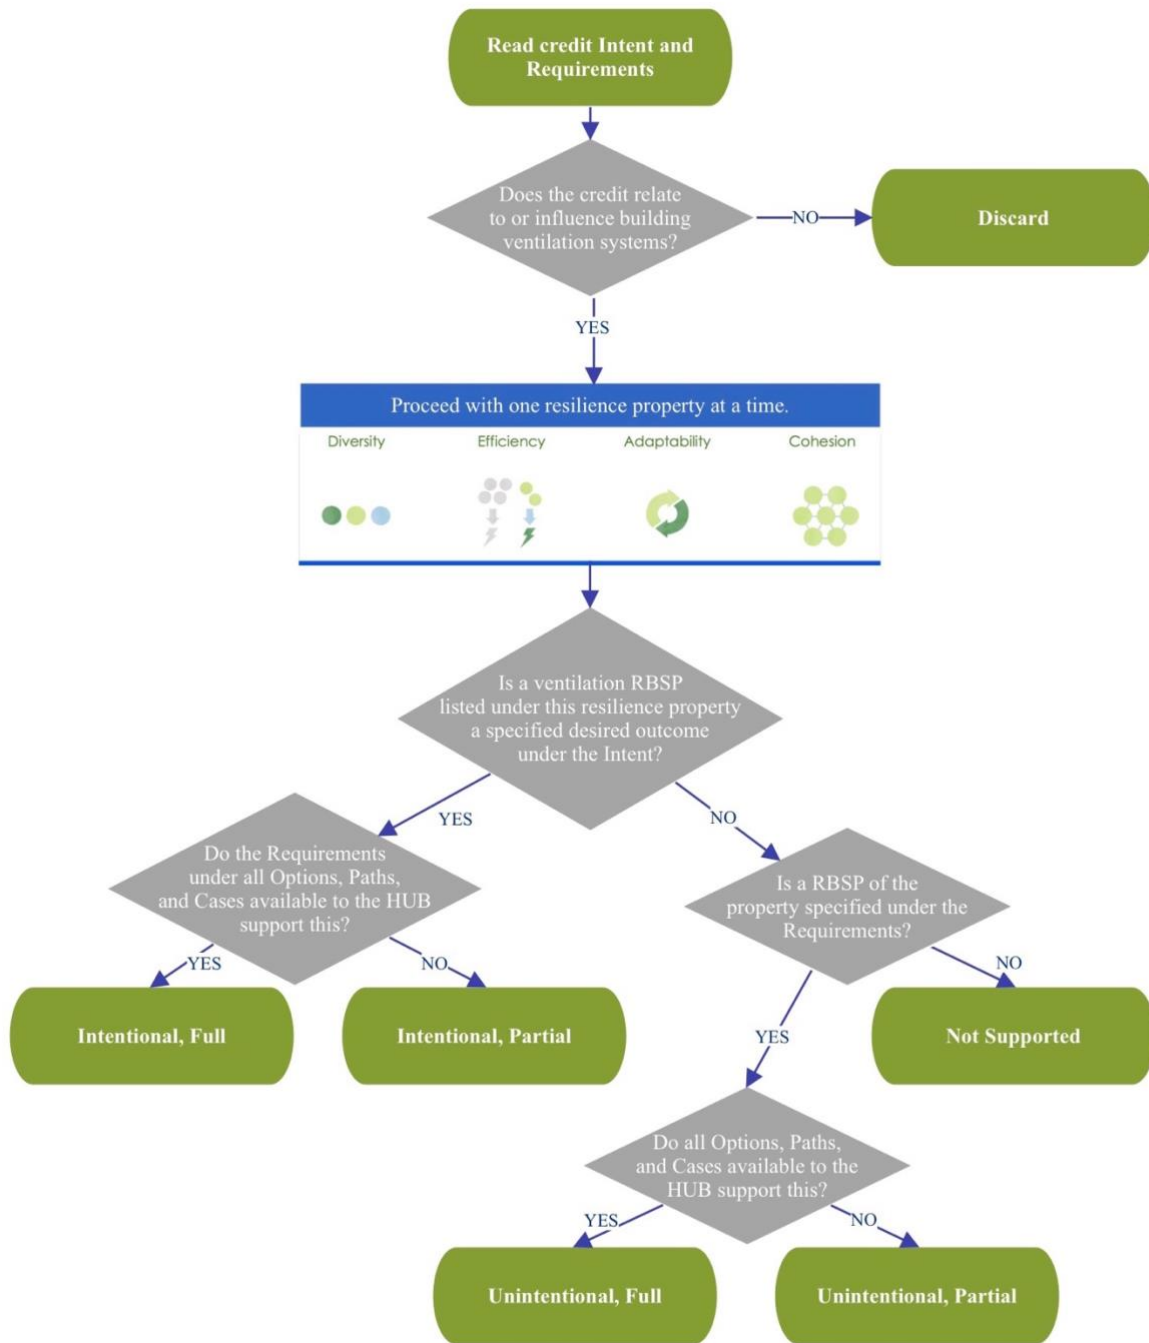 Read credit Intent and
Requirements
Does the credit relate
to or influence building
ventilation systems?
NO
Discard
YES
Proceed with one resilience property at a time.
Diversity
Efficiency
Adaptability
Cohesion
Is a ventilation RBSP
listed under this resilience property
a specified desired outcome
under the Intent?
YES
NO
Do the Requirements
under all Options, Paths,
and Cases available to the HUB
support this?
Is a RBSP of the
property specified under the
Requirements?
YES
NO
YES
NO
Intentional, Full
Intentional, Partial
Not Supported
Do all Options, Paths,
and Cases available to the
HUB support this?
YES
NO
Unintentional, Full
Unintentional, Partial